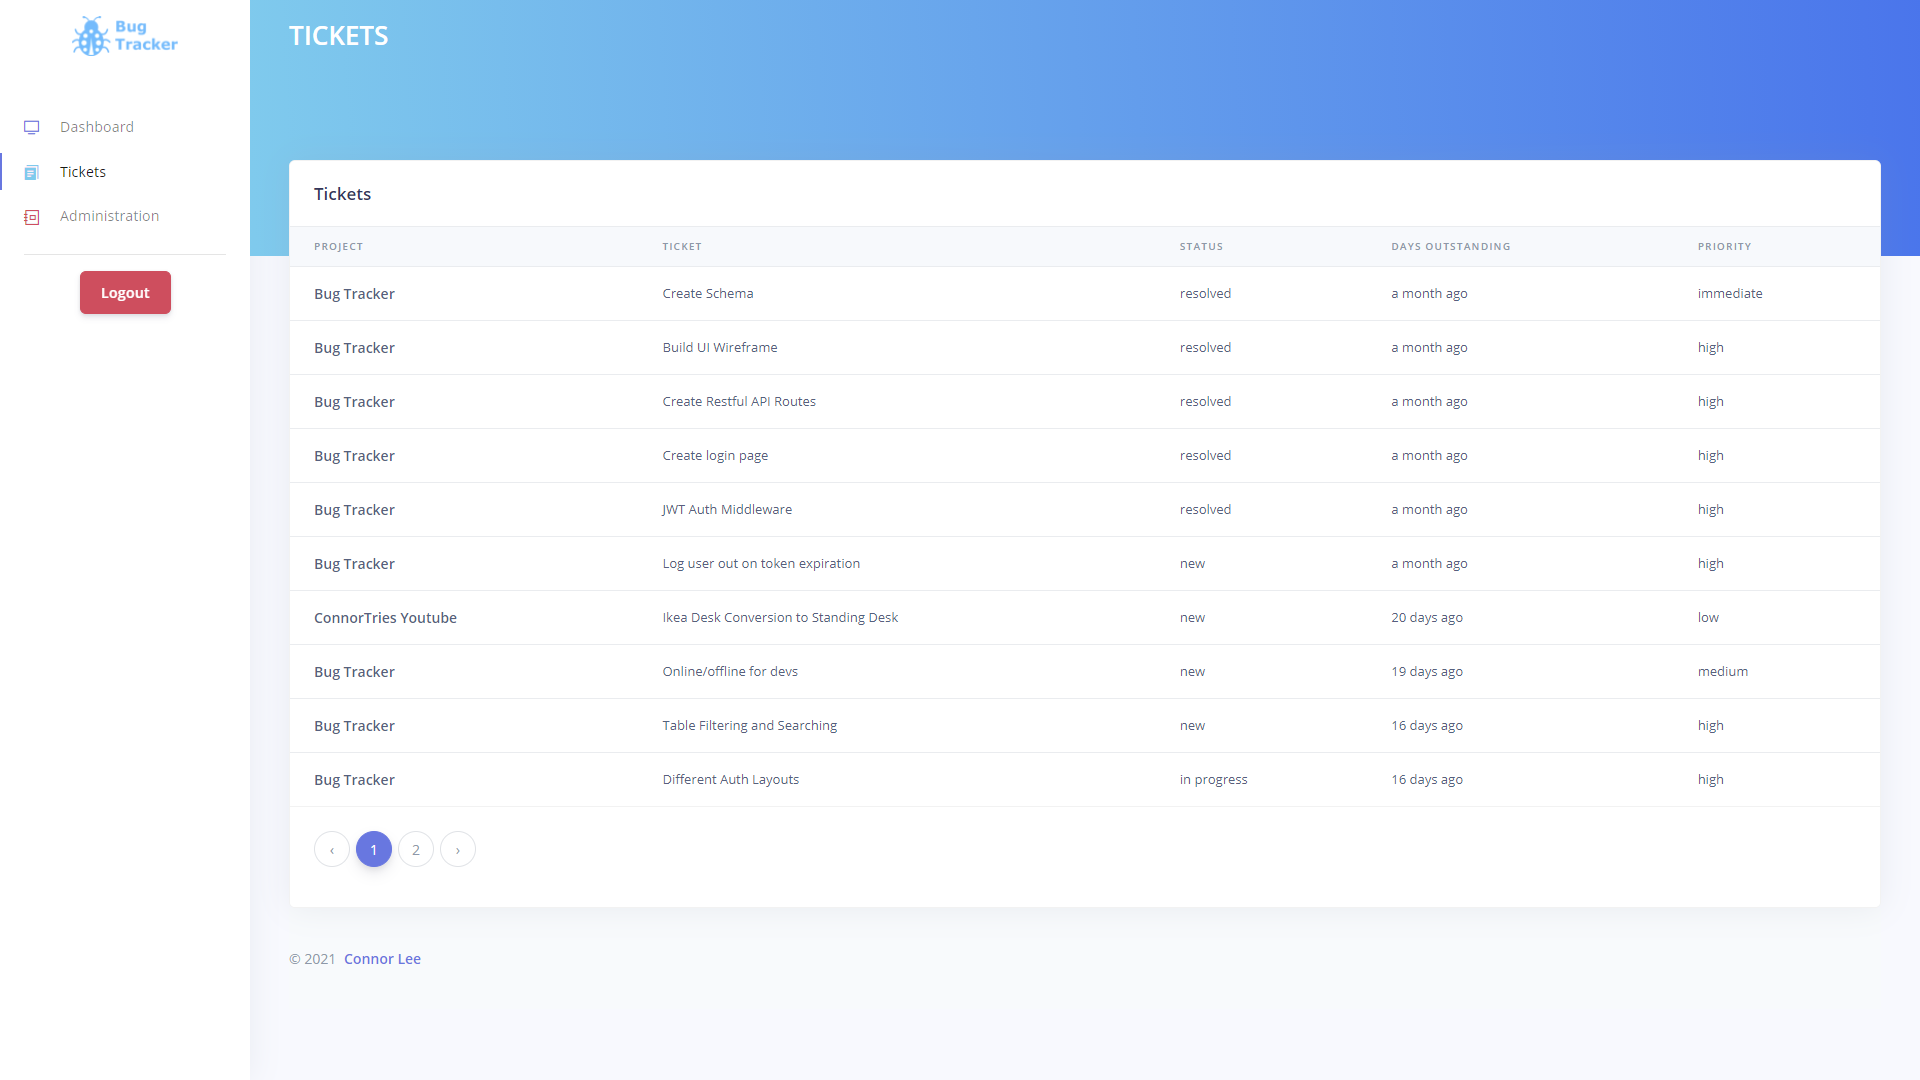 Bug
Tracker
Dashboard
Tickets
Administration
Logout
TICKETS
Tickets
PROJECT TICKET STATUS DAYS OUTSTANDING PRIORITY
Bug Tracker Create Schema resolved a month ago immediate
Bug Tracker Build UI Wireframe resolved a month ago high
Bug Tracker Create Restful API Routes resolved a month ago high
Bug Tracker Create login page resolved a month ago high
Bug Tracker JWT Auth Middleware resolved a month ago high
Bug Tracker Log user out on token expiration new a month ago high
ConnorTries Youtube Ikea Desk Conversion to Standing Desk new 20 days ago low
Bug Tracker Online/offline for devs new 19 days ago medium
Bug Tracker Table Filtering and Searching new 16 days ago high
Bug Tracker Different Auth Layouts in progress 16 days ago high
‹ 1 2 ›
© 2021 Connor Lee